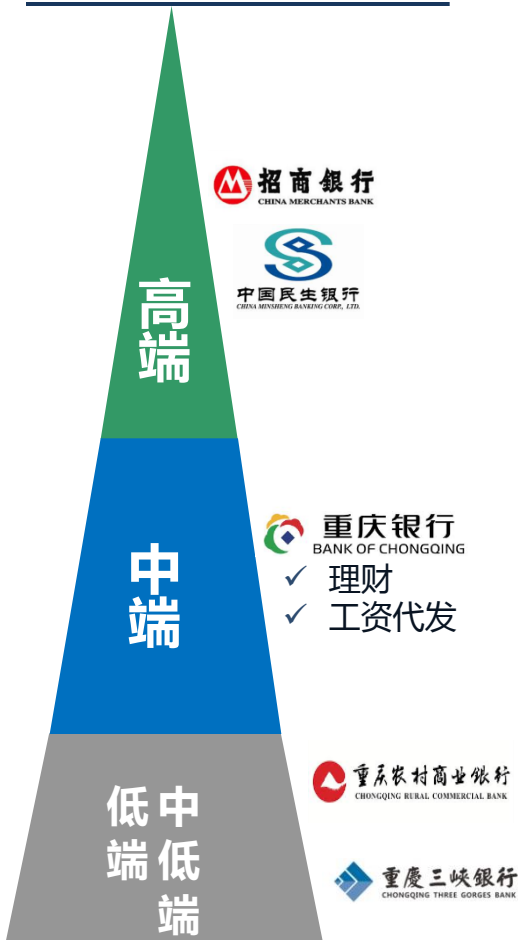 招商銀行
CHINA MERCHANTS BANK
中国民生银行
CHINA MINSHENG BANKING CORP., LTD.
高端
重庆银行
BANK OF CHONGQING
中端
✓ 理财
✓ 工资代发
重庆农村商业银行
CHONGQING RURAL COMMERCIAL BANK
低端
中低端
重慶三峡銀行
CHONGQING THREE GORGES BANK